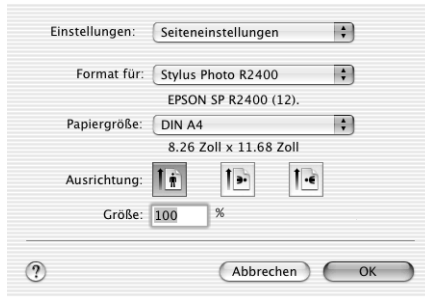 Einstellungen: Seiteneinstellungen
Format für: Stylus Photo R2400
EPSON SP R2400 (12).
Papiergröße: DIN A4
8.26 Zoll x 11.68 Zoll
Ausrichtung:
Größe: 100 %
? Abbrechen OK